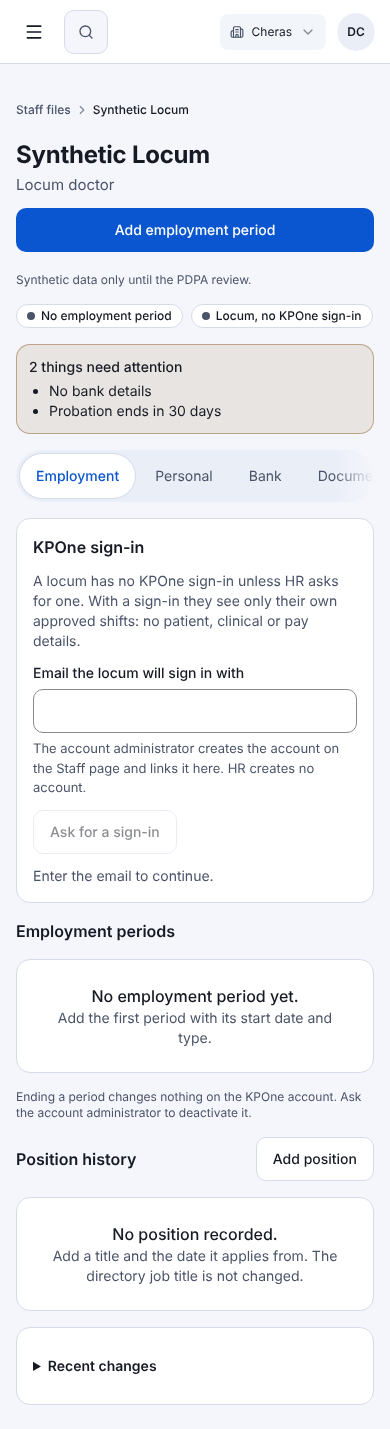 Cheras
DC
Staff files > Synthetic Locum
Synthetic Locum
Locum doctor
Add employment period
Synthetic data only until the PDPA review.
No employment period
Locum, no KPOne sign-in
2 things need attention
• No bank details
• Probation ends in 30 days
Employment Personal Bank Docume
KPOne sign-in
A locum has no KPOne sign-in unless HR asks
for one. With a sign-in they see only their own
approved shifts: no patient, clinical or pay
details.
Email the locum will sign in with
The account administrator creates the account on
the Staff page and links it here. HR creates no
account.
Ask for a sign-in
Enter the email to continue.
Employment periods
No employment period yet.
Add the first period with its start date and
type.
Ending a period changes nothing on the KPOne account. Ask
the account administrator to deactivate it.
Position history
Add position
No position recorded.
Add a title and the date it applies from. The
directory job title is not changed.
Recent changes